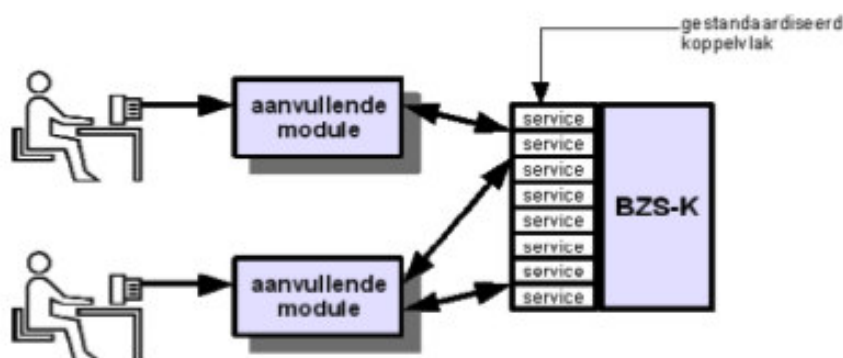 gestandaardiseerd
koppelvlak
aanvullende
module
service
service
service
service
service
service
service
service
BZS-K
aanvullende
module